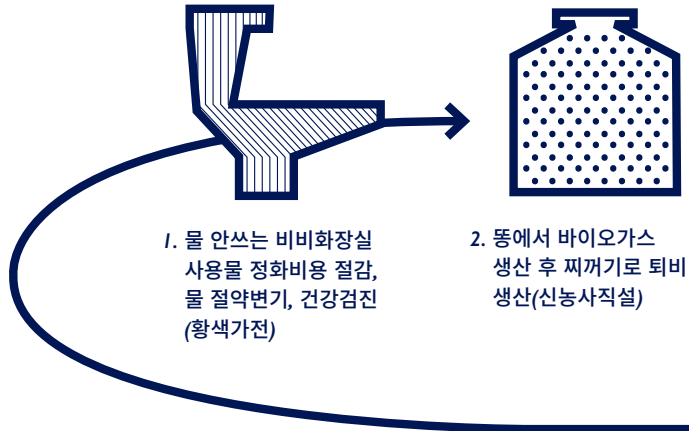 1. 물 안쓰는 비비화장실
사용물 정화비용 절감,
물 절약변기, 건강검진
(황색가전)
2. 똥에서 바이오가스
생산 후 찌꺼기로 퇴비
생산(신농사직설)